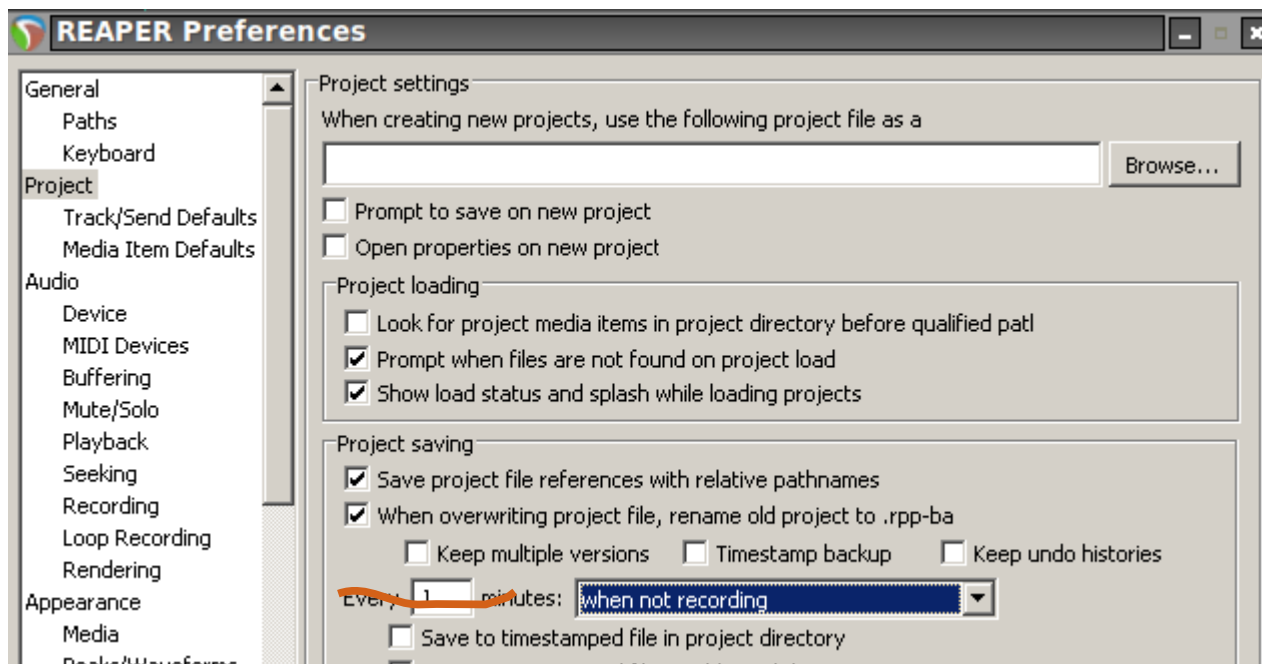 REAPER Preferences
General
Paths
Keyboard
Project
Track/Send Defaults
Media Item Defaults
Audio
Device
MIDI Devices
Buffering
Mute/Solo
Playback
Seeking
Recording
Loop Recording
Rendering
Appearance
Media
Project settings
When creating new projects, use the following project file as a
Browse...
Prompt to save on new project
Open properties on new project
Project loading
Look for project media items in project directory before qualified patl
Prompt when files are not found on project load
Show load status and splash while loading projects
Project saving
Save project file references with relative pathnames
When overwriting project file, rename old project to .rpp-ba
Keep multiple versions Timestamp backup Keep undo histories
Every 1 minutes: when not recording
Save to timestamped file in project directory